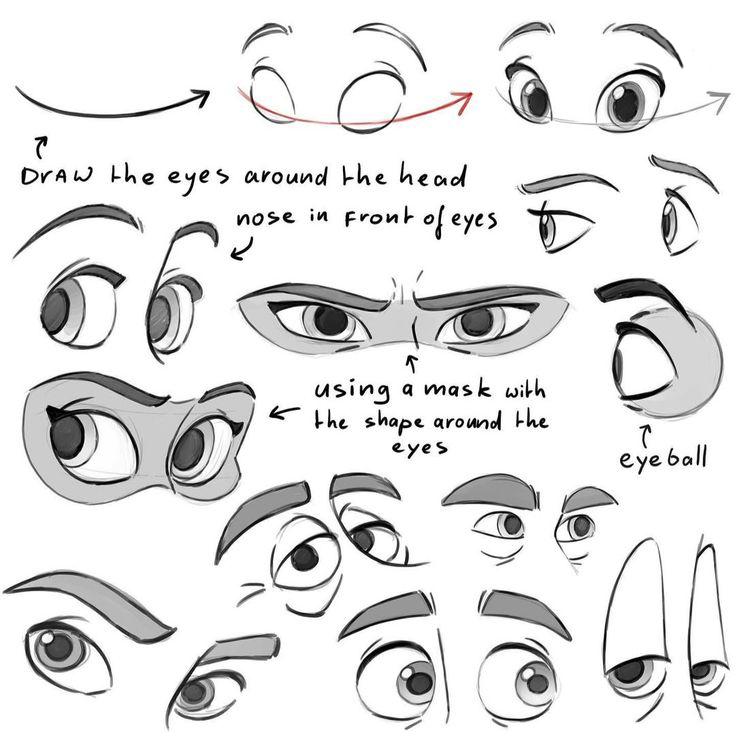 DrAW the eyes around the head
nose in Front of eyes
using a mask with
the shape around the
eyes
eyeball